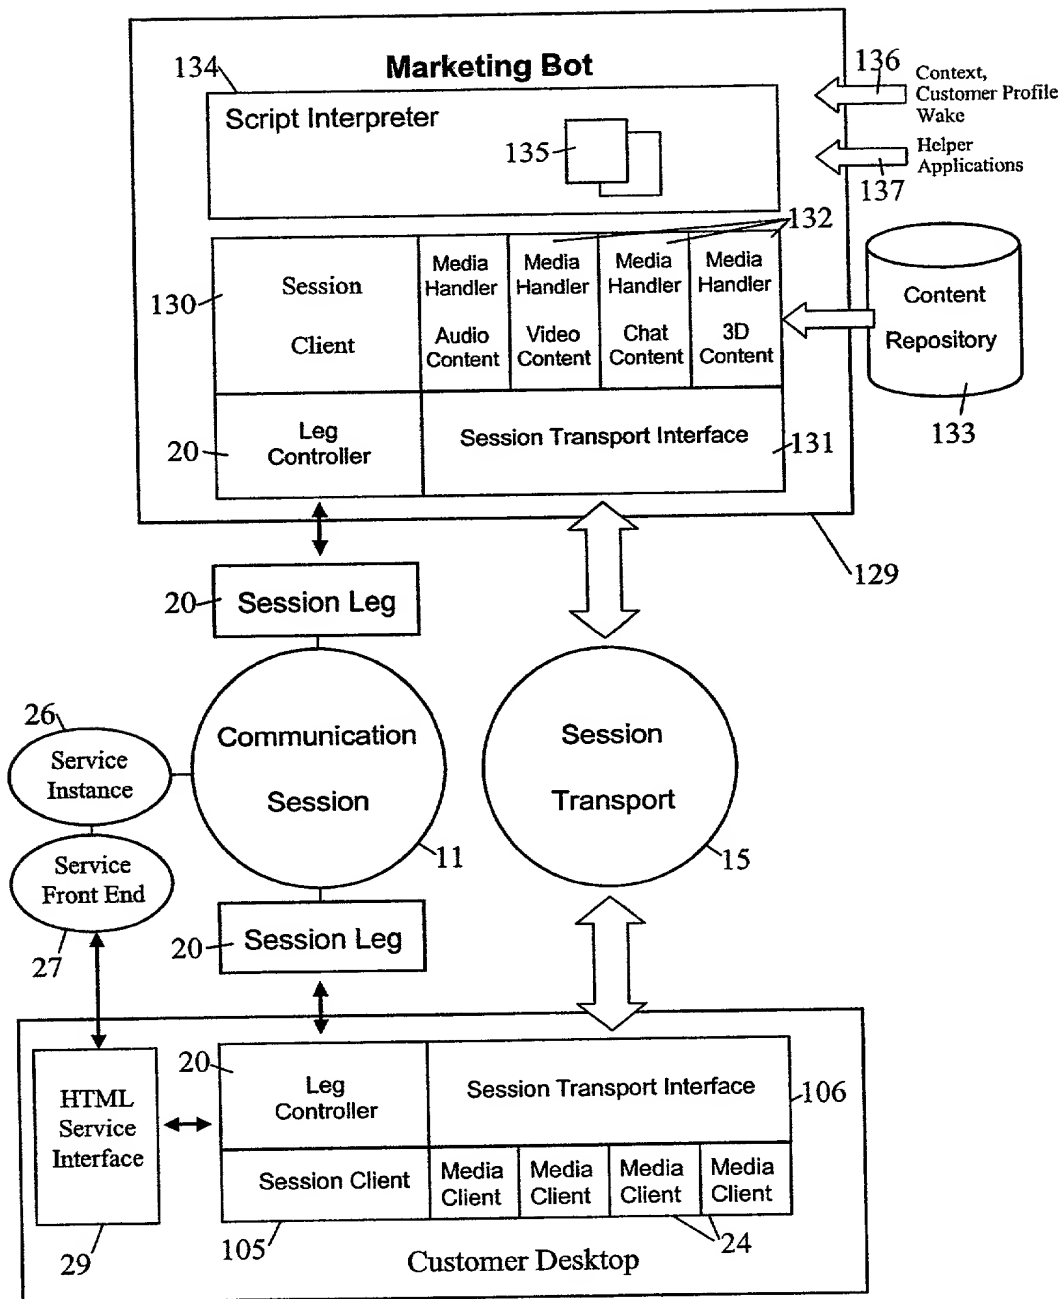 Marketing Bot
134
Script Interpreter
135
136
Context,
Customer Profile
Wake
Helper
Applications
137
132
130
Session
Client
Media
Handler
Audio
Content
Media
Handler
Video
Content
Media
Handler
Chat
Content
Media
Handler
3D
Content
Content
Repository
133
20
Leg
Controller
Session Transport Interface
131
129
20
Session Leg
26
Service
Instance
Communication
Session
11
Session
Transport
15
Service
Front End
27
20
Session Leg
HTML
Service
Interface
29
20
Leg
Controller
Session Transport Interface
106
Session Client
105
Media
Client
Media
Client
Media
Client
Media
Client
24
Customer Desktop